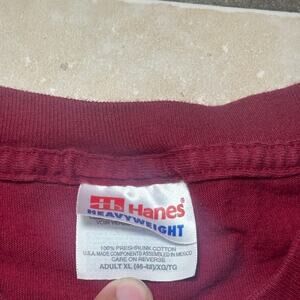 Hanes®
HEAVYWEIGHT
100% PRESHRUNK COTTON
U.S.A. MADE COMPONENTS ASSEMBLED IN MEXICO
CARE ON REVERSE
ADULT XL (46-48)/XG/TG